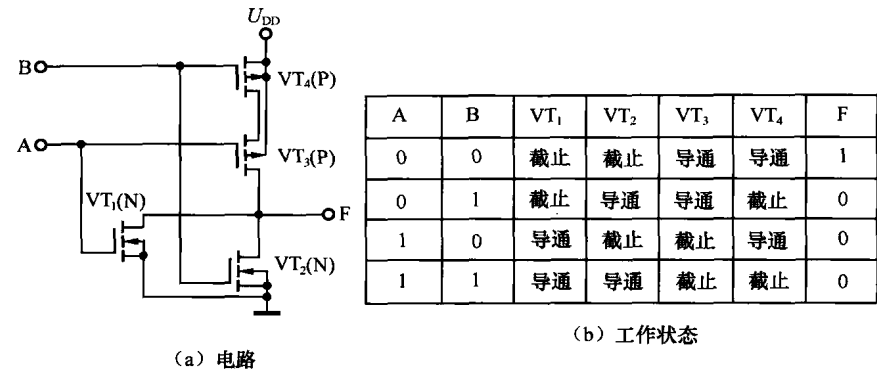 U_DD
B
VT₄(P)
A
VT₃(P)
VT₁(N)
F
VT₂(N)
（a）电路
A B VT₁ VT₂ VT₃ VT₄ F
0 0 截止 截止 导通 导通 1
0 1 截止 导通 导通 截止 0
1 0 导通 截止 截止 导通 0
1 1 导通 导通 截止 截止 0
（b）工作状态